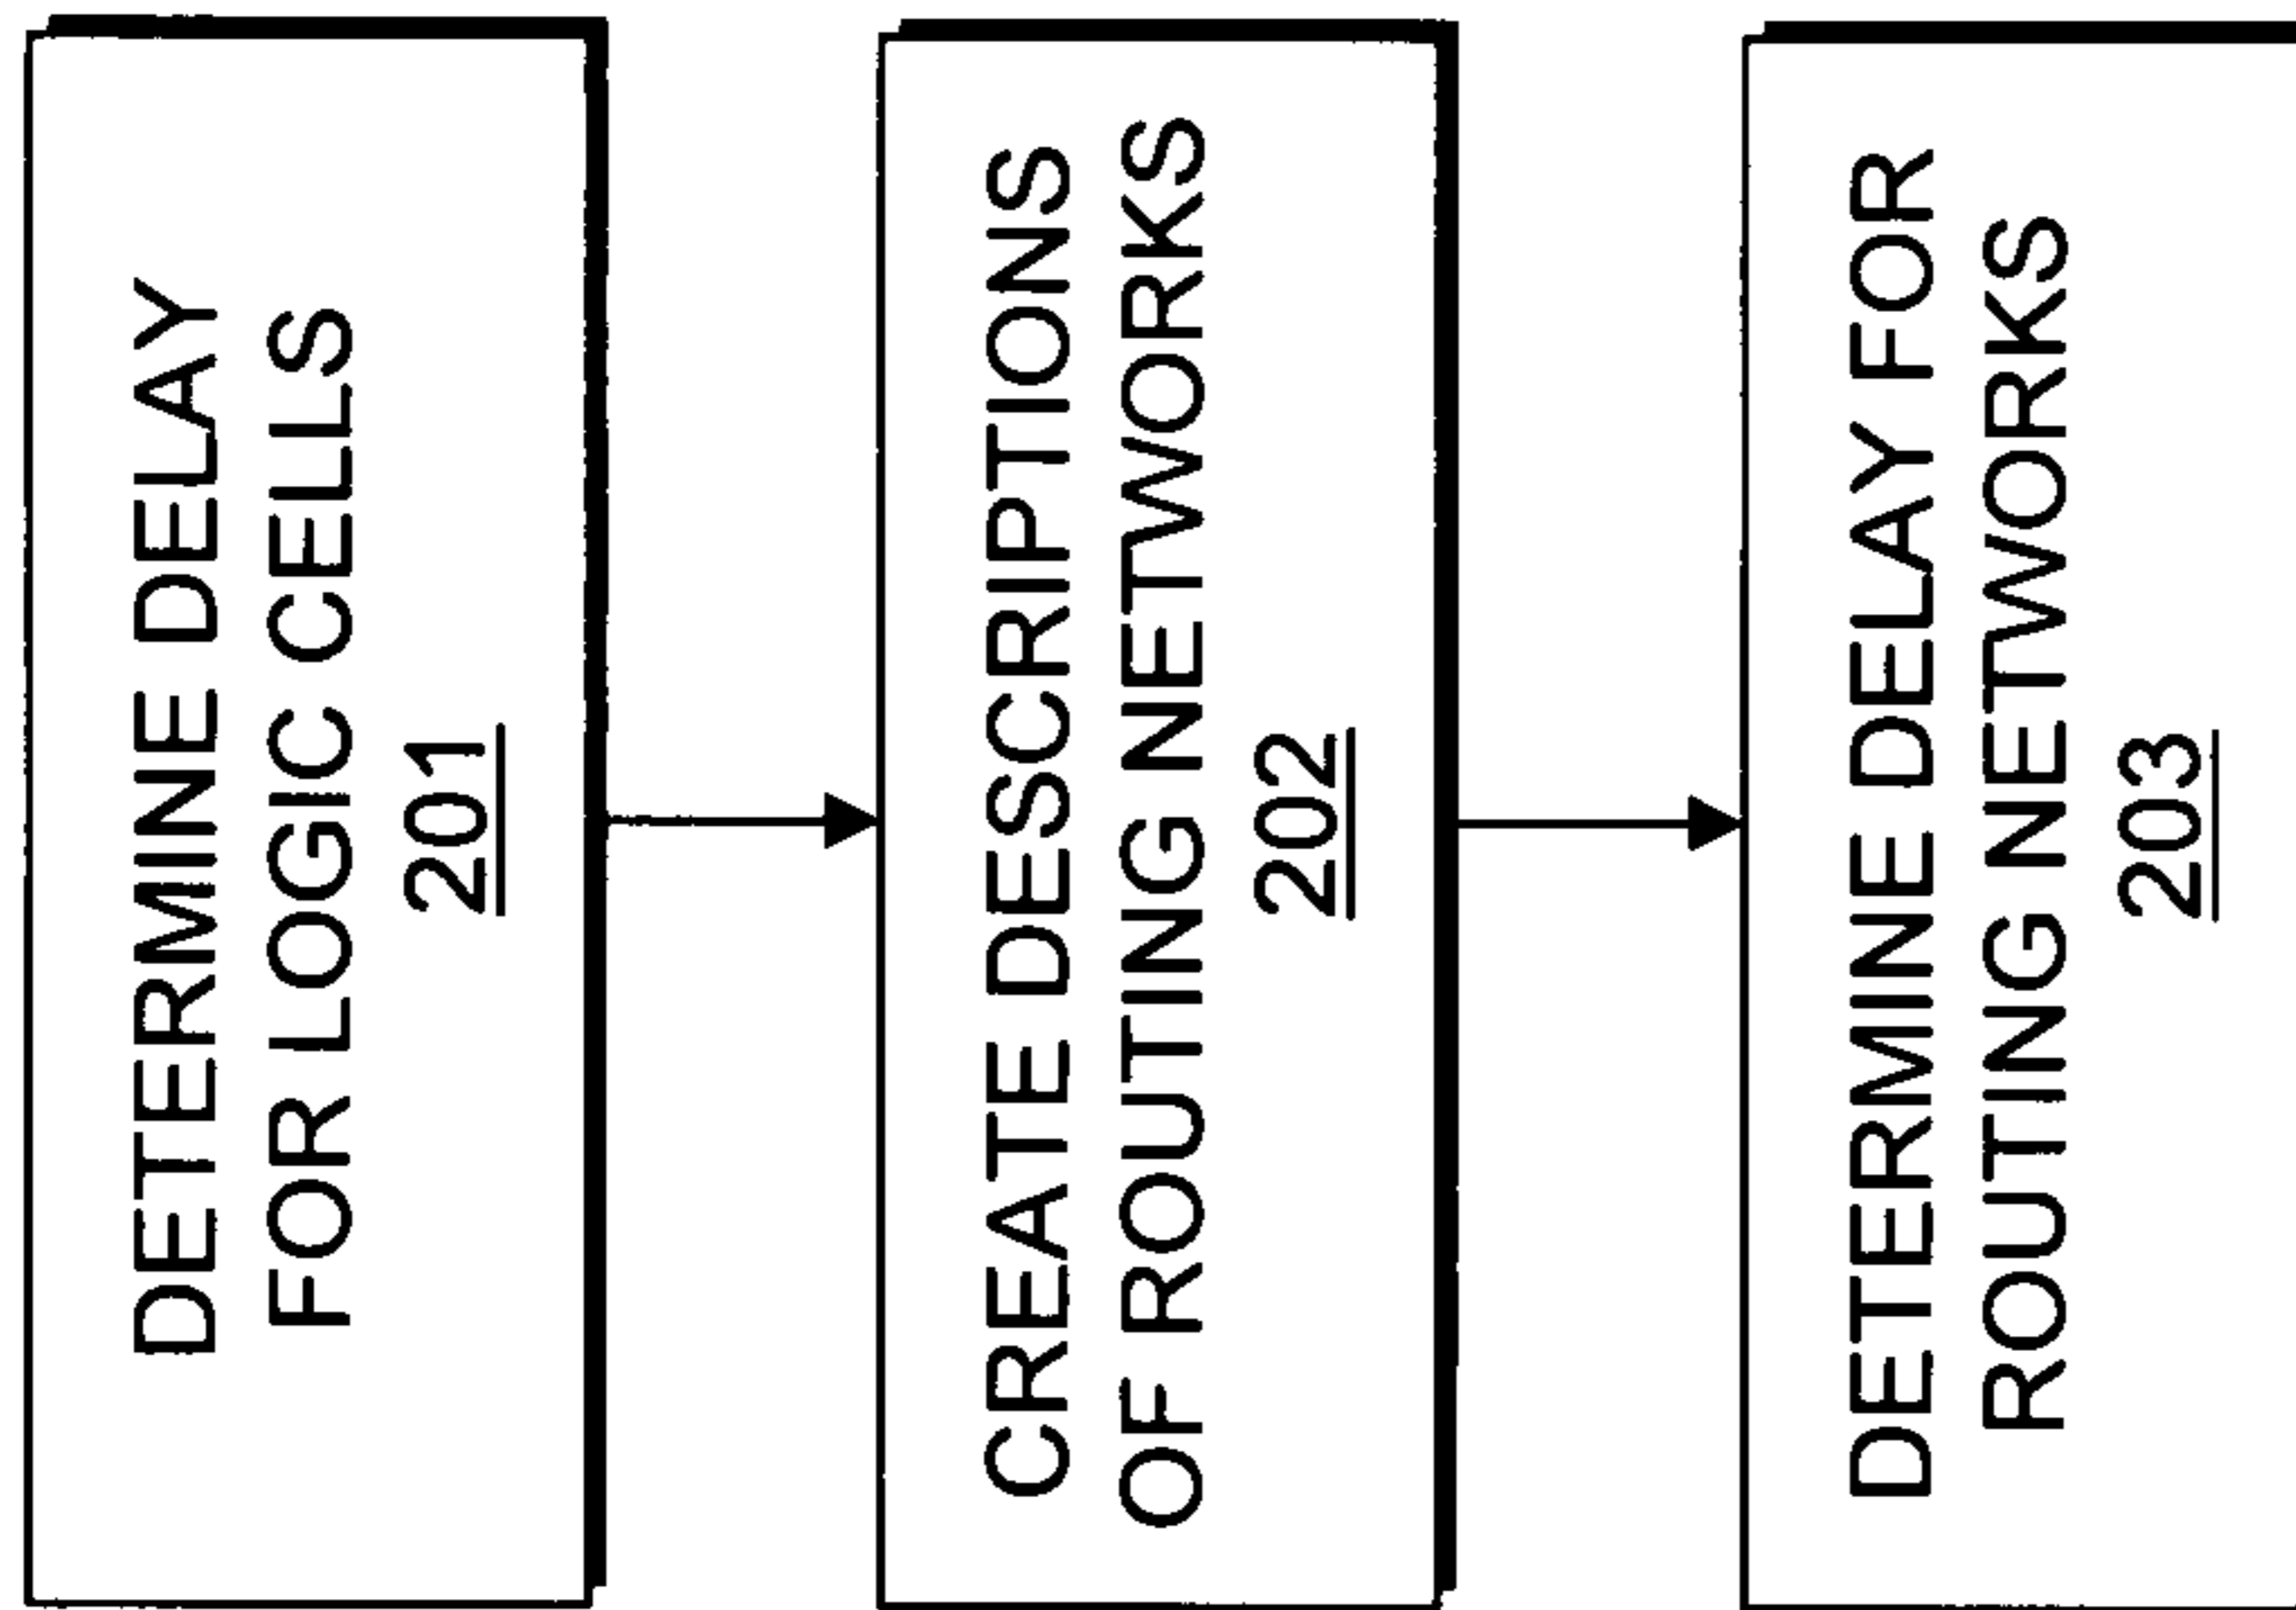 DETERMINE DELAY
FOR LOGIC CELLS
201
CREATE DESCRIPTIONS
OF ROUTING NETWORKS
202
DETERMINE DELAY FOR
ROUTING NETWORKS
203